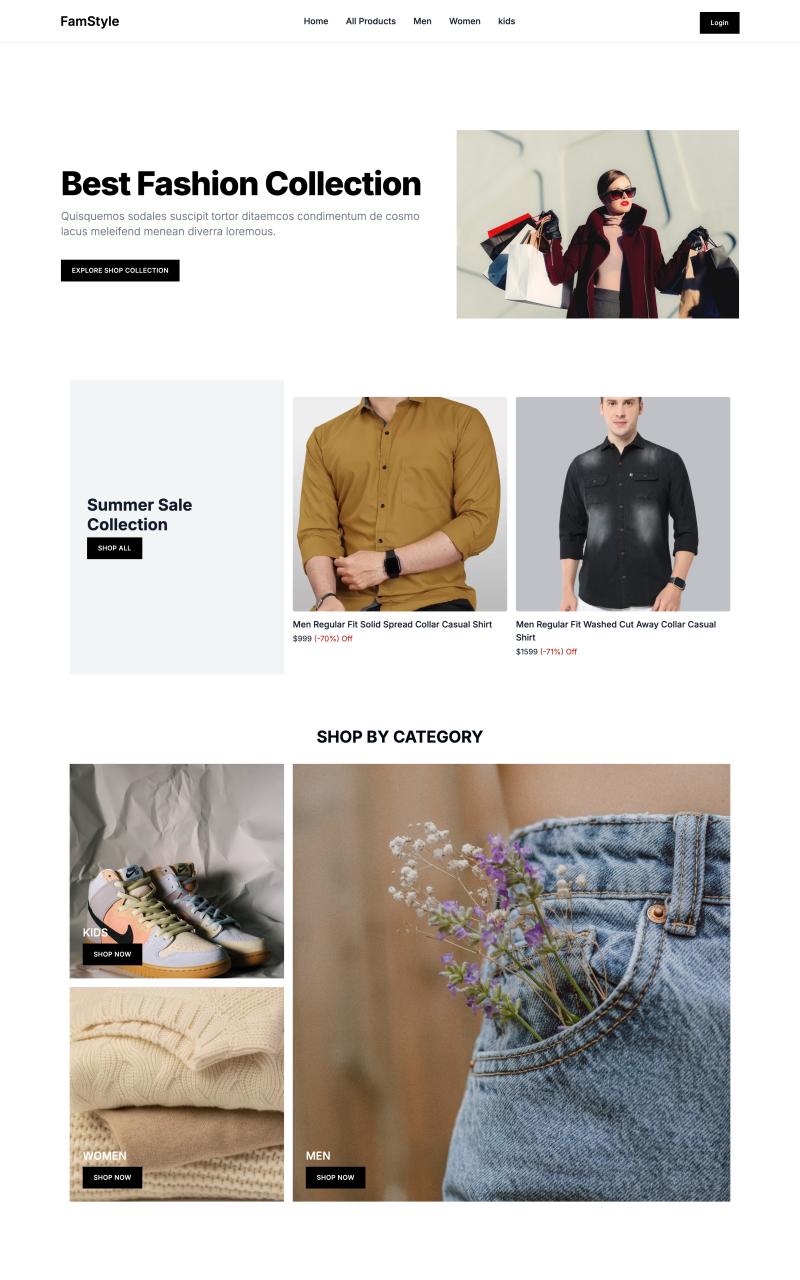 FamStyle
Home
All Products
Men
Women
kids
Login
Best Fashion Collection
Quisquemos sodales suscipit tortor ditaemcos condimentum de cosmo
lacus meleifend menean diverra loremous.
EXPLORE SHOP COLLECTION
Summer Sale
Collection
SHOP ALL
Men Regular Fit Solid Spread Collar Casual Shirt
$999 (-70%) Off
Men Regular Fit Washed Cut Away Collar Casual
Shirt
$1599 (-71%) Off
SHOP BY CATEGORY
KIDS
SHOP NOW
WOMEN
SHOP NOW
MEN
SHOP NOW